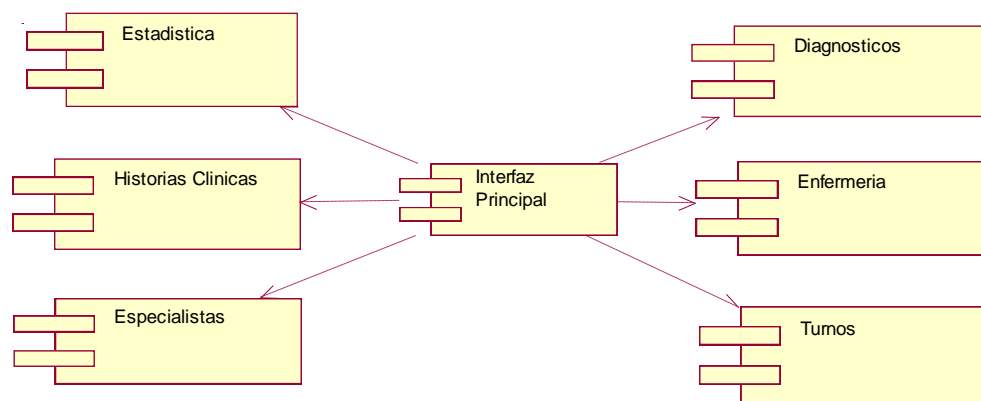 Estadistica
Diagnosticos
Historias Clinicas
Interfaz
Principal
Enfermeria
Especialistas
Turnos